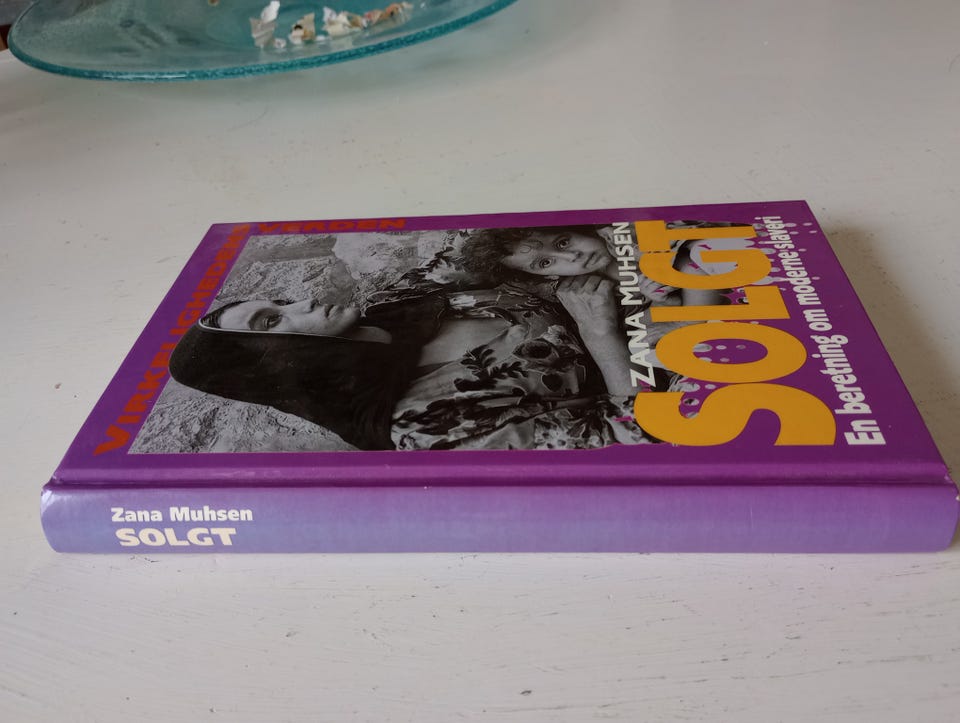 VIRKELIGHEDENS VERDEN
ZANA MUHSEN
SOLGT
En beretning om moderne slaveri
Zana Muhsen
SOLGT